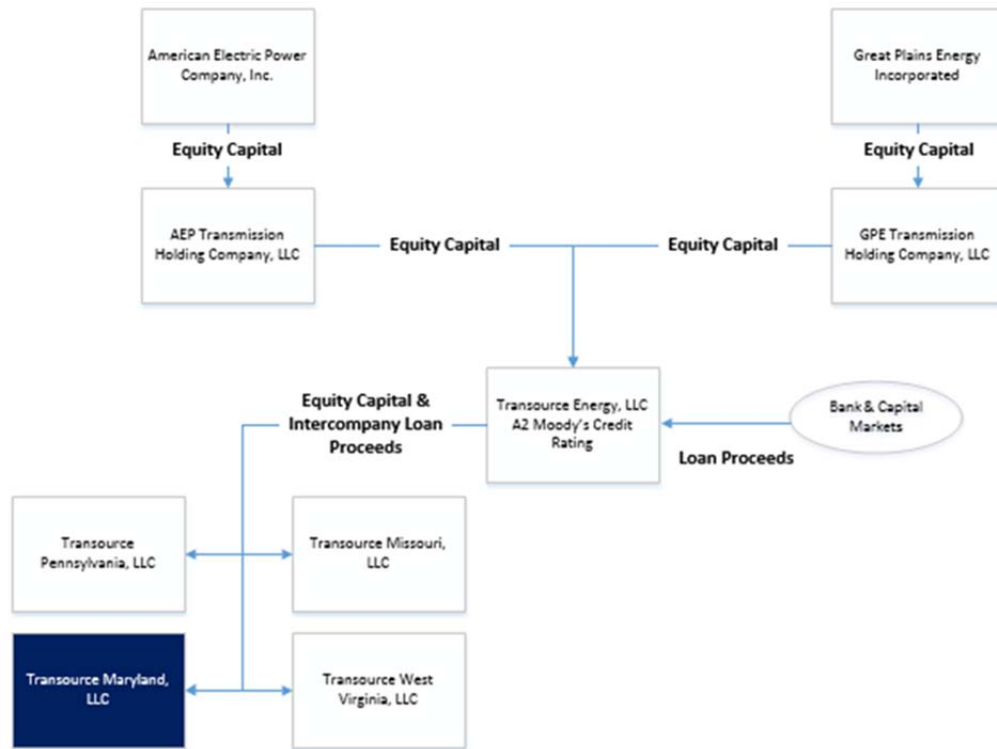 American Electric Power
Company, Inc.
Great Plains Energy
Incorporated
Equity Capital
Equity Capital
AEP Transmission
Holding Company, LLC
Equity Capital
Equity Capital
GPE Transmission
Holding Company, LLC
Equity Capital &
Intercompany Loan
Proceeds
Transource Energy, LLC
A2 Moody's Credit
Rating
Bank & Capital
Markets
Loan Proceeds
Transource
Pennsylvania, LLC
Transource Missouri,
LLC
Transource Maryland,
LLC
Transource West
Virginia, LLC